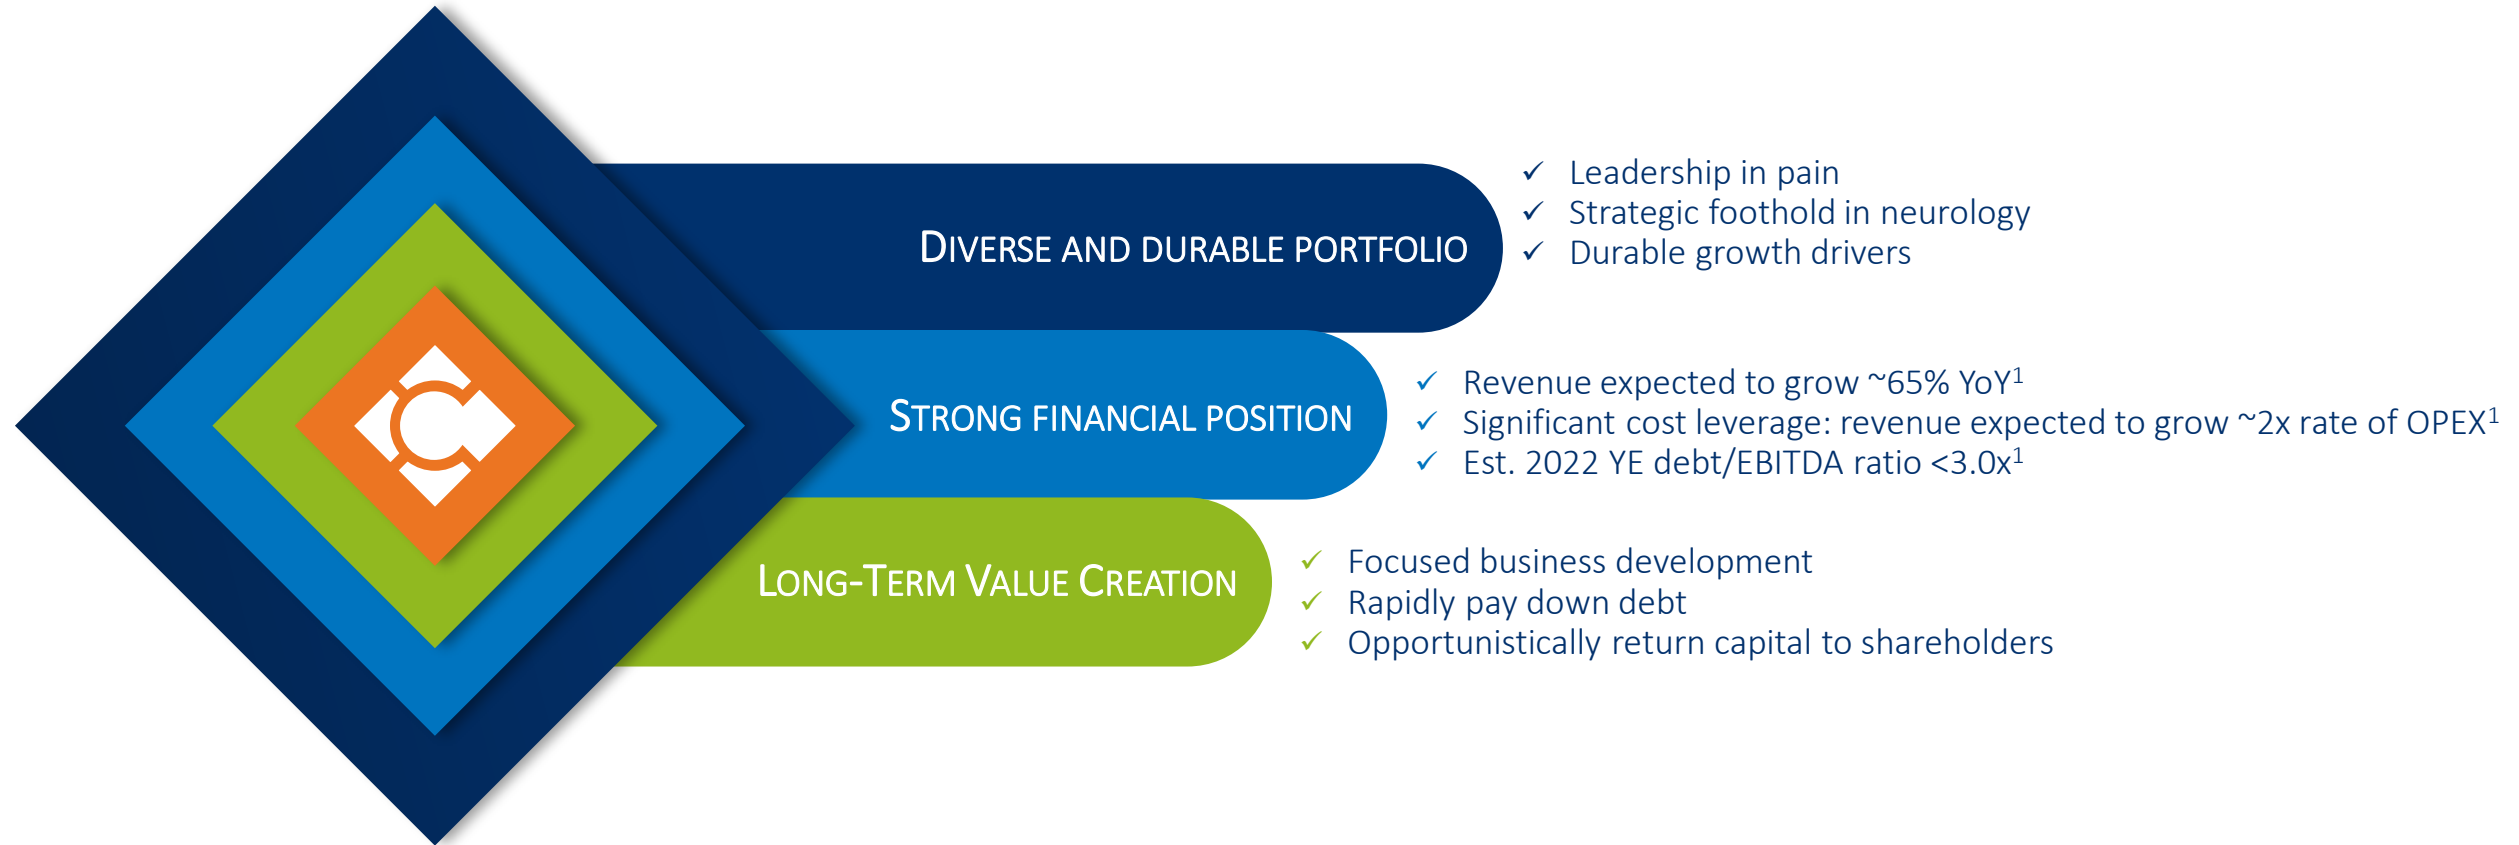 DIVERSE AND DURABLE PORTFOLIO
✓ Leadership in pain
✓ Strategic foothold in neurology
✓ Durable growth drivers
STRONG FINANCIAL POSITION
✓ Revenue expected to grow ~65% YoY¹
✓ Significant cost leverage: revenue expected to grow ~2x rate of OPEX¹
✓ Est. 2022 YE debt/EBITDA ratio <3.0x¹
LONG-TERM VALUE CREATION
✓ Focused business development
✓ Rapidly pay down debt
✓ Opportunistically return capital to shareholders